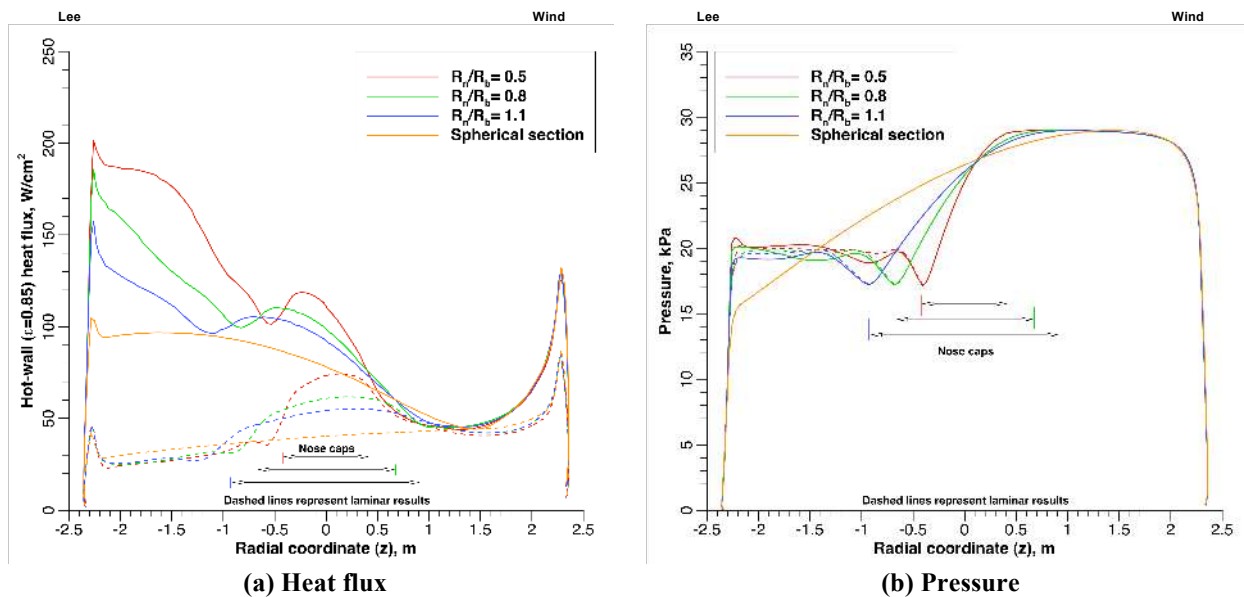 Lee
Wind
250
200
150
100
50
0
Hot-wall (ε=0.85) heat flux, W/cm²
Rn/Rb= 0.5
Rn/Rb= 0.8
Rn/Rb= 1.1
Spherical section
Nose caps
Dashed lines represent laminar results
-2.5 -2 -1.5 -1 -0.5 0 0.5 1 1.5 2 2.5
Radial coordinate (z), m
(a) Heat flux
Lee
Wind
35
30
25
20
15
10
5
0
Pressure, kPa
Rn/Rb= 0.5
Rn/Rb= 0.8
Rn/Rb= 1.1
Spherical section
Nose caps
Dashed lines represent laminar results
-2.5 -2 -1.5 -1 -0.5 0 0.5 1 1.5 2 2.5
Radial coordinate (z), m
(b) Pressure